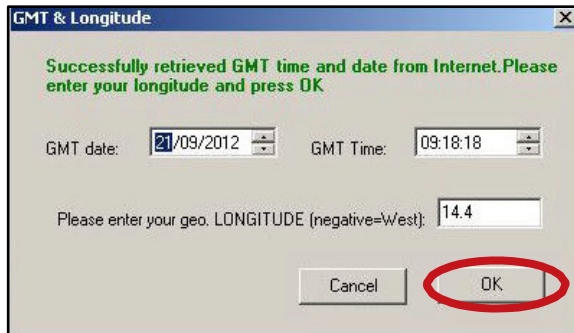 GMT & Longitude
Successfully retrieved GMT time and date from Internet.Please
enter your longitude and press OK
GMT date: 21/09/2012 GMT Time: 09:18:18
Please enter your geo. LONGITUDE (negative=West): 14.4
Cancel OK